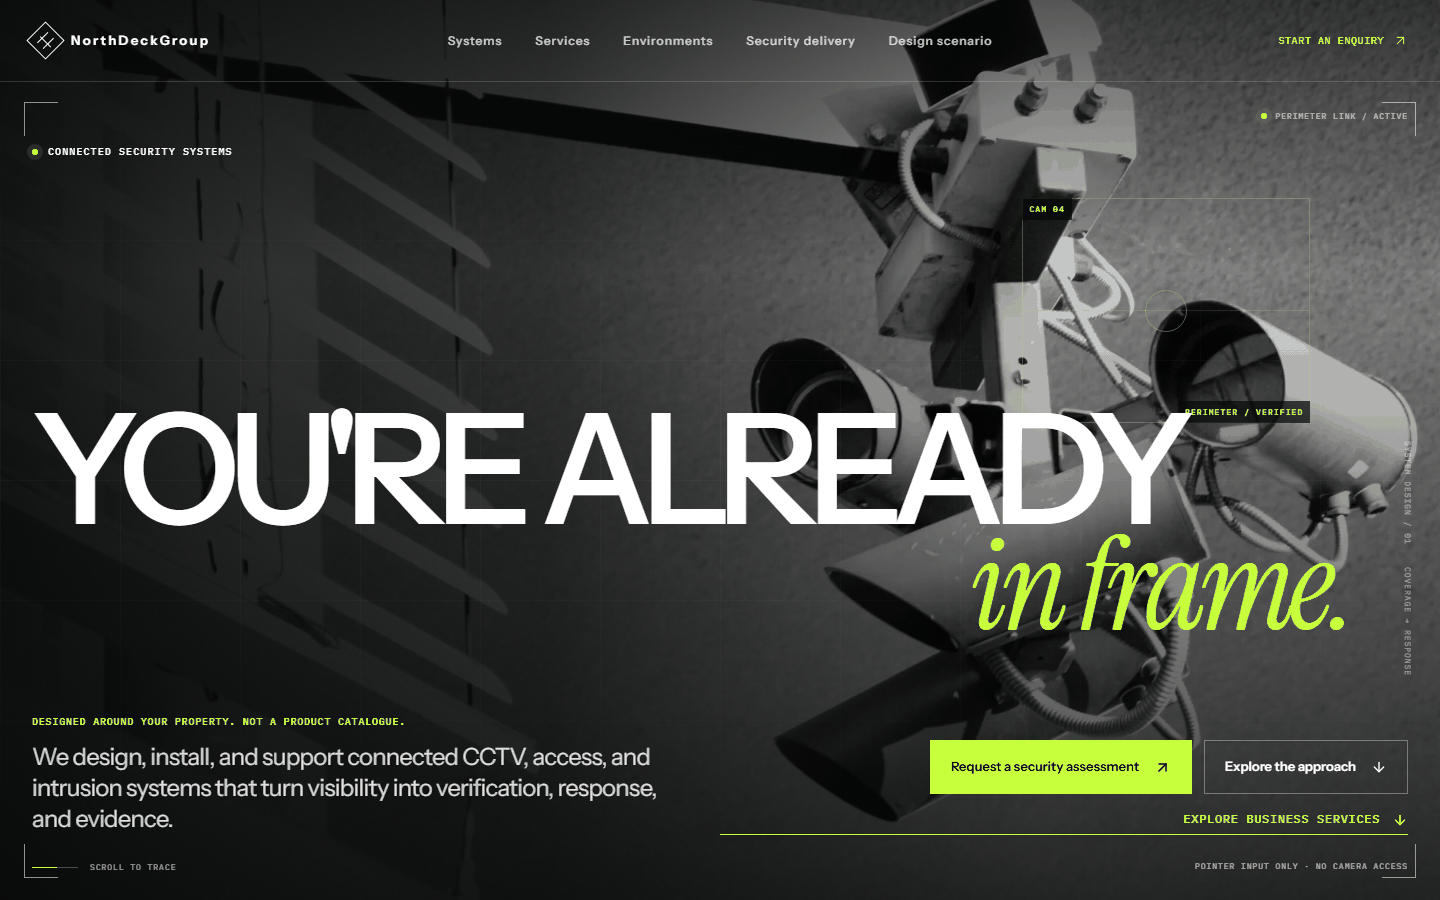 NorthDeckGroup
Systems
Services
Environments
Security delivery
Design scenario
START AN ENQUIRY
PERIMETER LINK / ACTIVE
CONNECTED SECURITY SYSTEMS
CAM 04
PERIMETER / VERIFIED
YOU'RE ALREADY
in frame.
SYSTEM DESIGN / 01
COVERAGE → RESPONSE
DESIGNED AROUND YOUR PROPERTY. NOT A PRODUCT CATALOGUE.
We design, install, and support connected CCTV, access, and
intrusion systems that turn visibility into verification, response,
and evidence.
Request a security assessment
Explore the approach
EXPLORE BUSINESS SERVICES
SCROLL TO TRACE
POINTER INPUT ONLY · NO CAMERA ACCESS